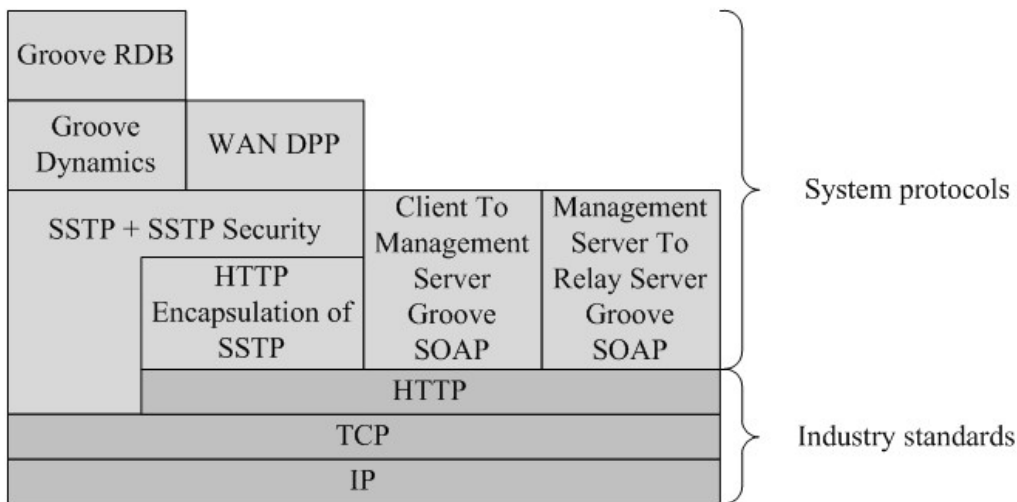 Groove RDB
Groove
Dynamics
WAN DPP
System protocols
SSTP + SSTP Security
HTTP
Encapsulation of
SSTP
Client To
Management
Server
Groove
SOAP
Management
Server To
Relay Server
Groove
SOAP
HTTP
TCP
IP
Industry standards